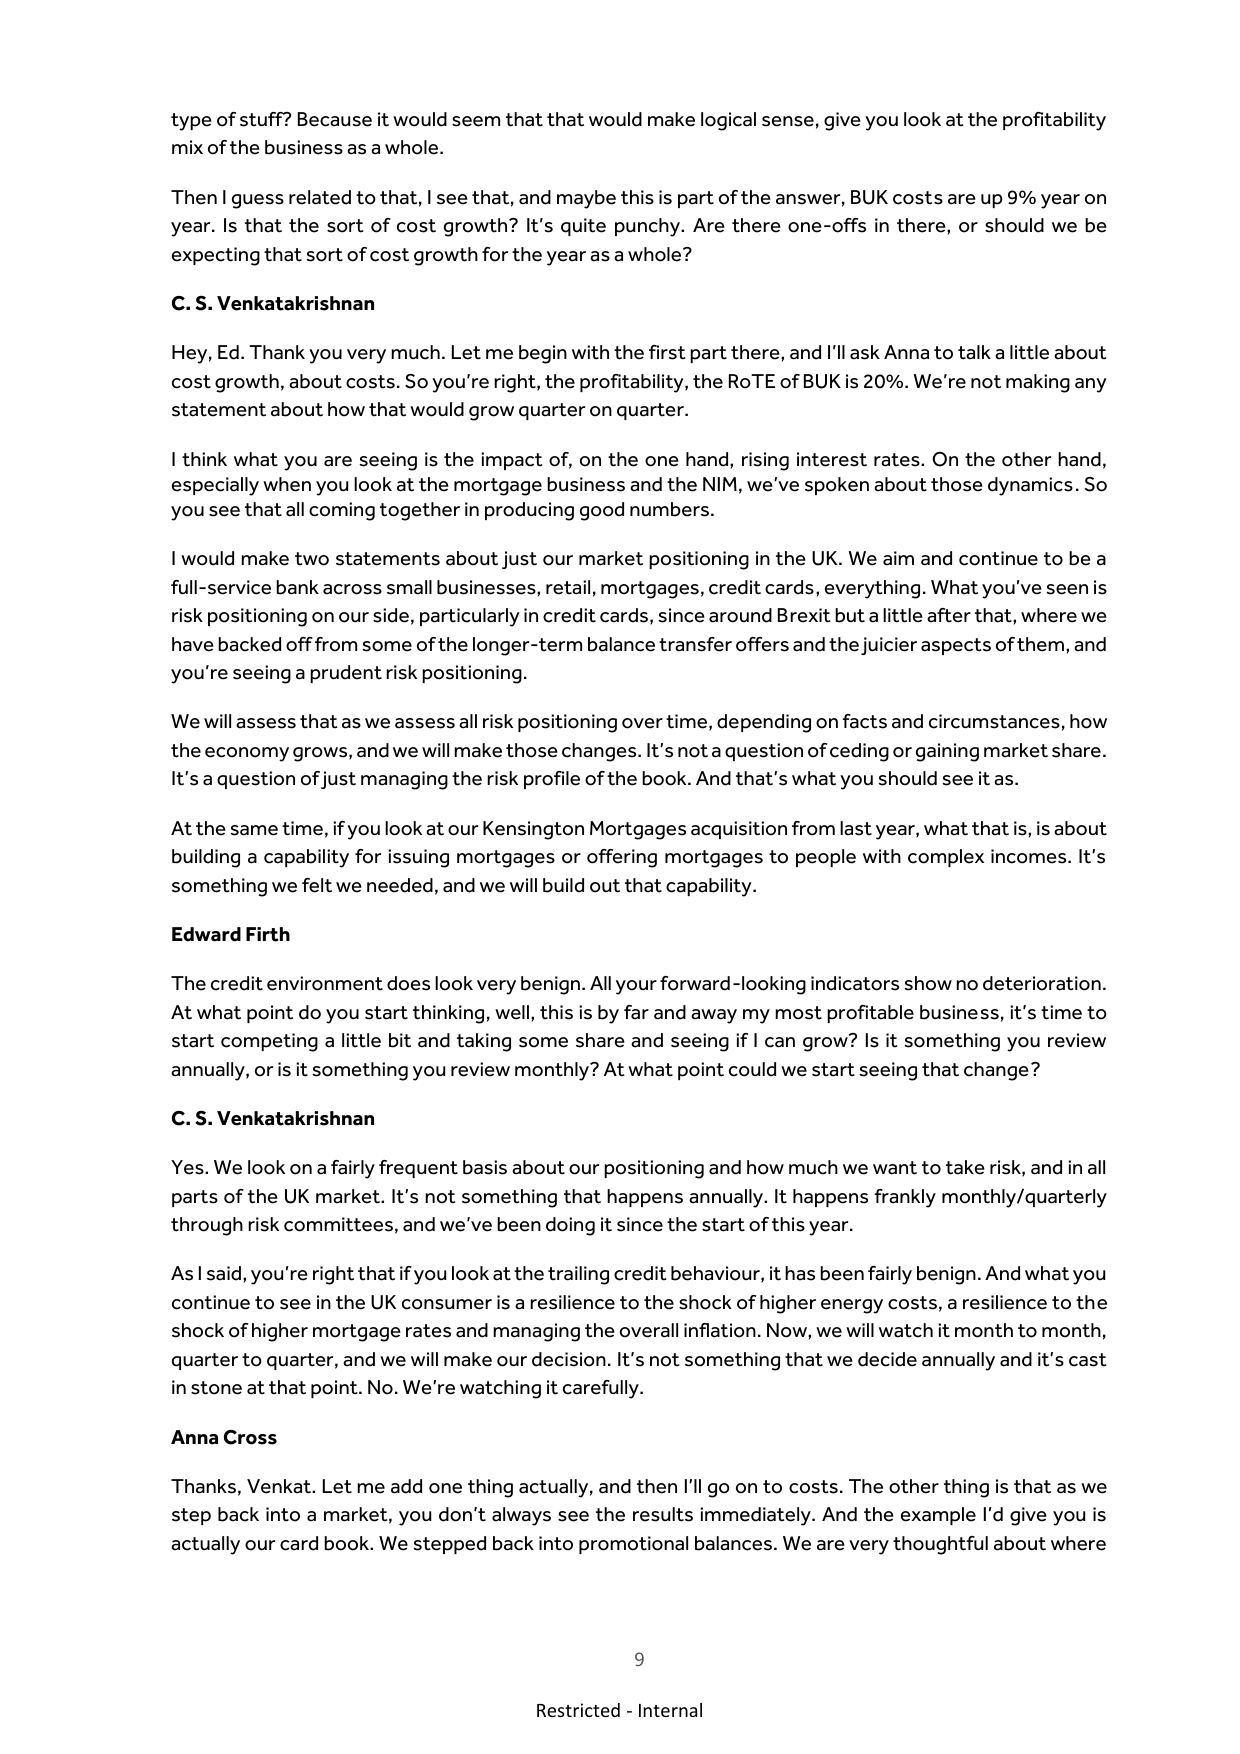 type of stuff? Because it would seem that that would make logical sense, give you look at the profitability
mix of the business as a whole.
Then I guess related to that, I see that, and maybe this is part of the answer, BUK costs are up 9% year on
year. Is that the sort of cost growth? It's quite punchy. Are there one-offs in there, or should we be
expecting that sort of cost growth for the year as a whole?
C. S. Venkatakrishnan
Hey, Ed. Thank you very much. Let me begin with the first part there, and I'll ask Anna to talk a little about
cost growth, about costs. So you're right, the profitability, the RoTE of BUK is 20%. We're not making any
statement about how that would grow quarter on quarter.
I think what you are seeing is the impact of, on the one hand, rising interest rates. On the other hand,
especially when you look at the mortgage business and the NIM, we've spoken about those dynamics. So
you see that all coming together in producing good numbers.
I would make two statements about just our market positioning in the UK. We aim and continue to be a
full-service bank across small businesses, retail, mortgages, credit cards, everything. What you've seen is
risk positioning on our side, particularly in credit cards, since around Brexit but a little after that, where we
have backed off from some of the longer-term balance transfer offers and the juicier aspects of them, and
you're seeing a prudent risk positioning.
We will assess that as we assess all risk positioning over time, depending on facts and circumstances, how
the economy grows, and we will make those changes. It's not a question of ceding or gaining market share.
It's a question of just managing the risk profile of the book. And that's what you should see it as.
At the same time, if you look at our Kensington Mortgages acquisition from last year, what that is, is about
building a capability for issuing mortgages or offering mortgages to people with complex incomes. It's
something we felt we needed, and we will build out that capability.
Edward Firth
The credit environment does look very benign. All your forward-looking indicators show no deterioration.
At what point do you start thinking, well, this is by far and away my most profitable business, it's time to
start competing a little bit and taking some share and seeing if I can grow? Is it something you review
annually, or is it something you review monthly? At what point could we start seeing that change?
C. S. Venkatakrishnan
Yes. We look on a fairly frequent basis about our positioning and how much we want to take risk, and in all
parts of the UK market. It's not something that happens annually. It happens frankly monthly/quarterly
through risk committees, and we've been doing it since the start of this year.
As I said, you're right that if you look at the trailing credit behaviour, it has been fairly benign. And what you
continue to see in the UK consumer is a resilience to the shock of higher energy costs, a resilience to the
shock of higher mortgage rates and managing the overall inflation. Now, we will watch it month to month,
quarter to quarter, and we will make our decision. It's not something that we decide annually and it's cast
in stone at that point. No. We're watching it carefully.
Anna Cross
Thanks, Venkat. Let me add one thing actually, and then I'll go on to costs. The other thing is that as we
step back into a market, you don't always see the results immediately. And the example I'd give you is
actually our card book. We stepped back into promotional balances. We are very thoughtful about where
9
Restricted - Internal